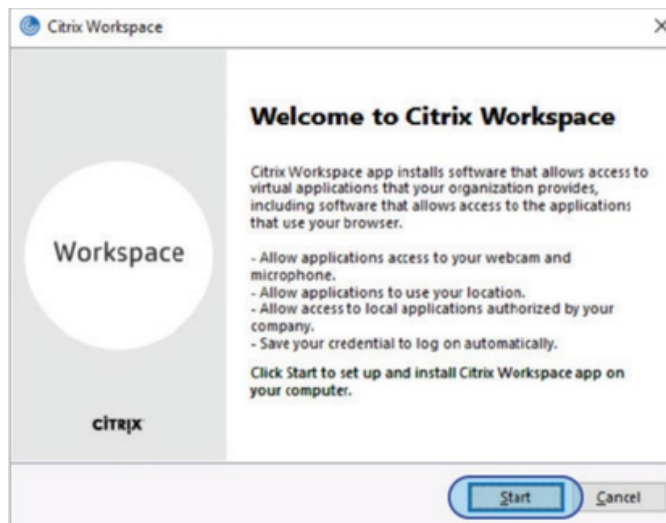 Citrix Workspace
Welcome to Citrix Workspace
Citrix Workspace app installs software that allows access to
virtual applications that your organization provides,
including software that allows access to the applications
that use your browser.
- Allow applications access to your webcam and
microphone.
- Allow applications to use your location.
- Allow access to local applications authorized by your
company.
- Save your credential to log on automatically.
Click Start to set up and install Citrix Workspace app on
your computer.
Workspace
CITRIX
Start
Cancel